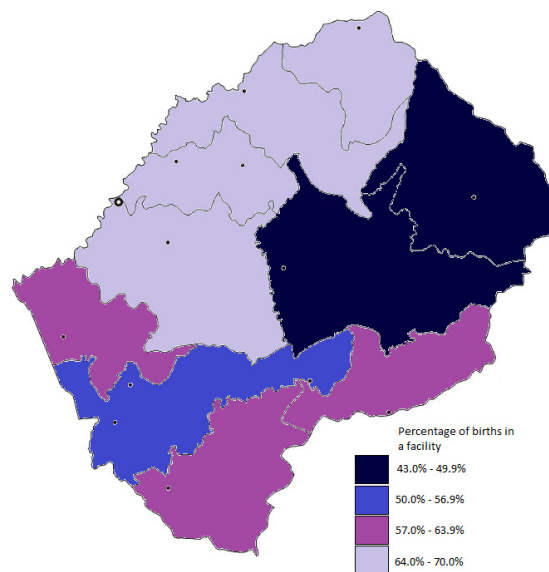 Percentage of births in
a facility
43.0% - 49.9%
50.0% - 56.9%
57.0% - 63.9%
64.0% - 70.0%